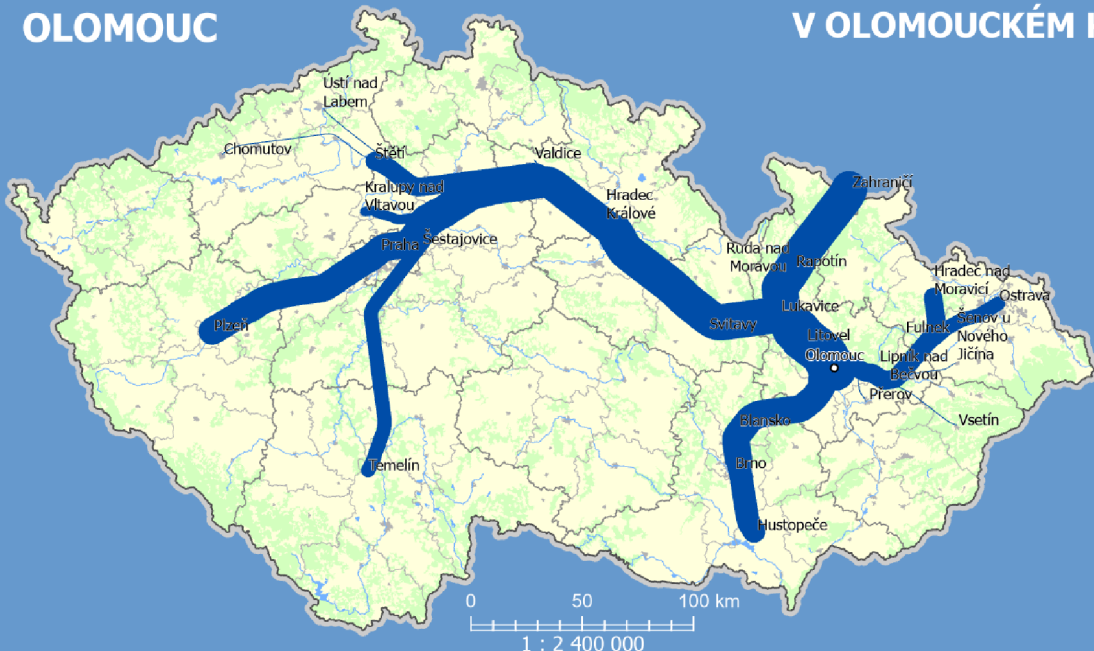 OLOMOUC
V OLOMOUCKÉM
Ústí nad
Labem
Chomutov
Štětí
Valdice
Kralupy nad
Vltavou
Hradec
Králové
Zahraničí
Praha
Šestajovice
Ruda nad
Moravou
Rapotín
Hradec nad
Moravicí
Ostrava
Lukavice
Plzeň
Svitavy
Litovel
Fulnek
Šenov u
Nového
Jičína
Olomouc
Lipník nad
Bečvou
Přerov
Blansko
Vsetín
Temelín
Brno
Hustopeče
0 50 100 km
1 : 2 400 000